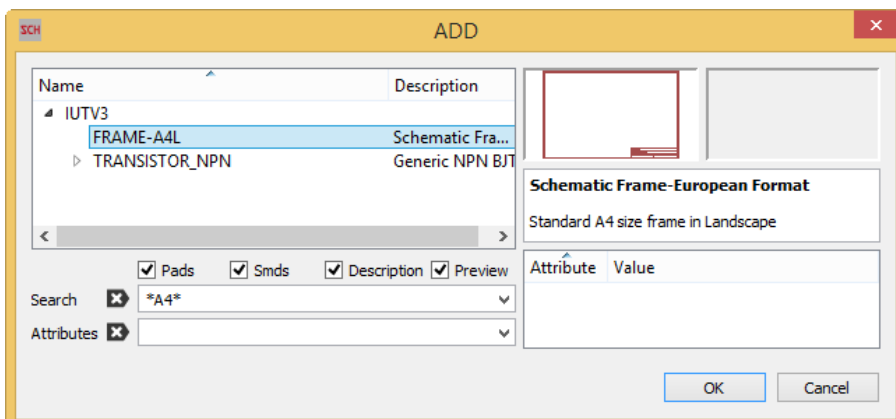 SCH ADD
Name Description
IUTV3
FRAME-A4L Schematic Fra...
TRANSISTOR_NPN Generic NPN BJT
Schematic Frame-European Format
Standard A4 size frame in Landscape
Pads Smds Description Preview
Search *A4*
Attributes
Attribute Value
OK Cancel